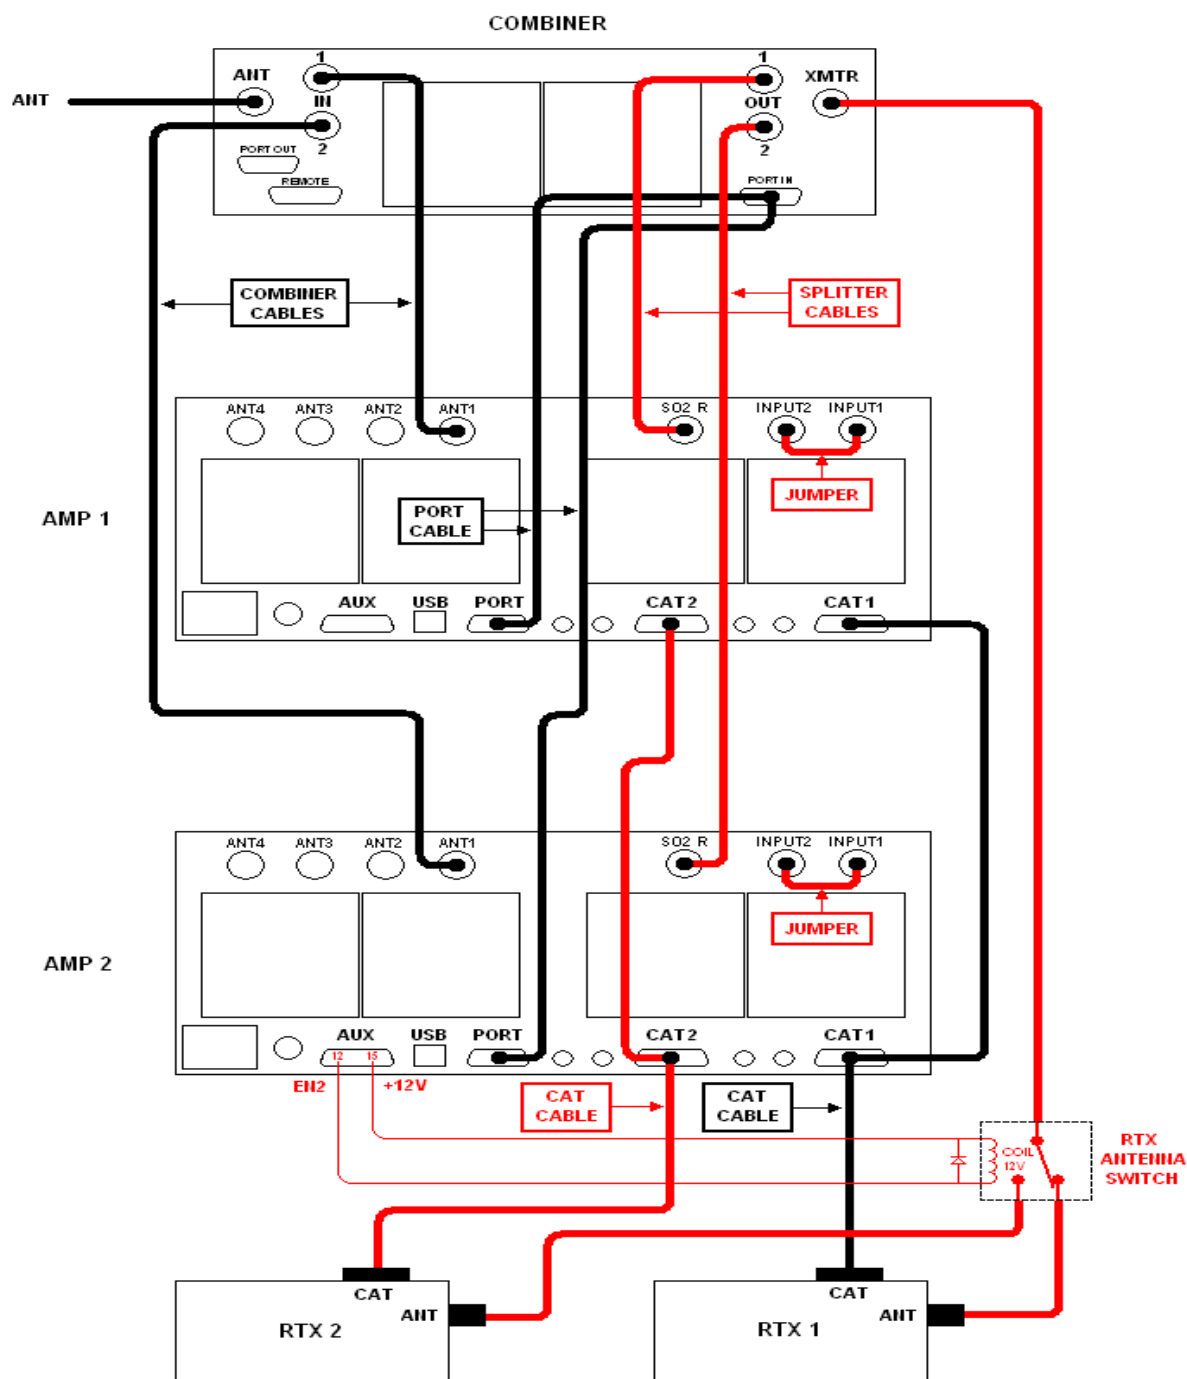 COMBINER
1
1
ANT
XMTR
ANT
IN
OUT
2
2
PORT OUT
REMOTE
PORT IN
COMBINER
CABLES
SPLITTER
CABLES
ANT4
ANT3
ANT2
ANT1
SO2 R
INPUT2
INPUT1
JUMPER
AMP 1
PORT
CABLE
AUX
USB
PORT
CAT2
CAT1
ANT4
ANT3
ANT2
ANT1
SO2 R
INPUT2
INPUT1
JUMPER
AMP 2
AUX
USB
PORT
CAT2
CAT1
12
15
EN2
+12V
CAT
CABLE
CAT
CABLE
COIL
12V
RTX
ANTENNA
SWITCH
CAT
ANT
RTX 2
CAT
ANT
RTX 1